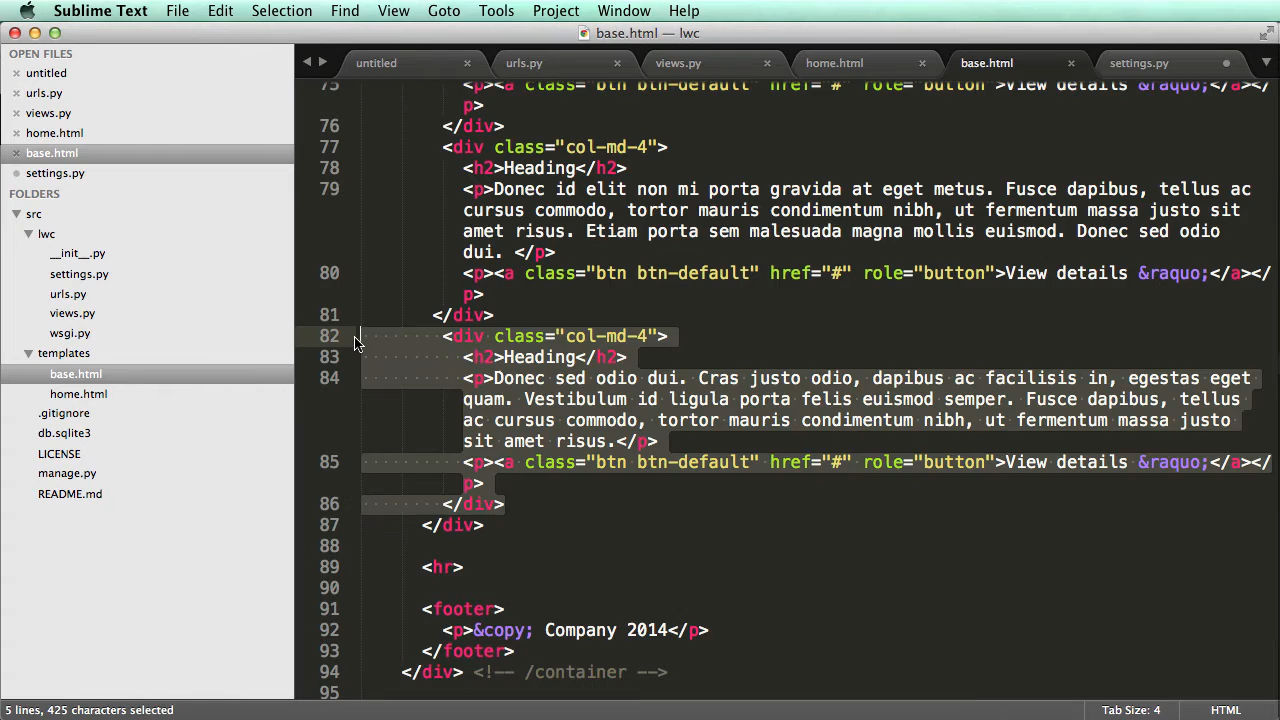 Sublime Text File Edit Selection Find View Goto Tools Project Window Help
base.html — lwc
OPEN FILES
untitled
urls.py
views.py
home.html
base.html
settings.py
FOLDERS
src
lwc
__init__.py
settings.py
urls.py
views.py
wsgi.py
templates
base.html
home.html
.gitignore
db.sqlite3
LICENSE
manage.py
README.md
untitled urls.py views.py home.html base.html settings.py
75 <p><a class="btn btn-default" href="#" role="button">View details &raquo;</a></
p>
76 </div>
77 <div class="col-md-4">
78 <h2>Heading</h2>
79 <p>Donec id elit non mi porta gravida at eget metus. Fusce dapibus, tellus ac
cursus commodo, tortor mauris condimentum nibh, ut fermentum massa justo sit
amet risus. Etiam porta sem malesuada magna mollis euismod. Donec sed odio
dui. </p>
80 <p><a class="btn btn-default" href="#" role="button">View details &raquo;</a></
p>
81 </div>
82 <div class="col-md-4">
83 <h2>Heading</h2>
84 <p>Donec sed odio dui. Cras justo odio, dapibus ac facilisis in, egestas eget
quam. Vestibulum id ligula porta felis euismod semper. Fusce dapibus, tellus
ac cursus commodo, tortor mauris condimentum nibh, ut fermentum massa justo
sit amet risus.</p>
85 <p><a class="btn btn-default" href="#" role="button">View details &raquo;</a></
p>
86 </div>
87 </div>
88
89 <hr>
90
91 <footer>
92 <p>&copy; Company 2014</p>
93 </footer>
94 </div> <!-- /container -->
95
5 lines, 425 characters selected Tab Size: 4 HTML